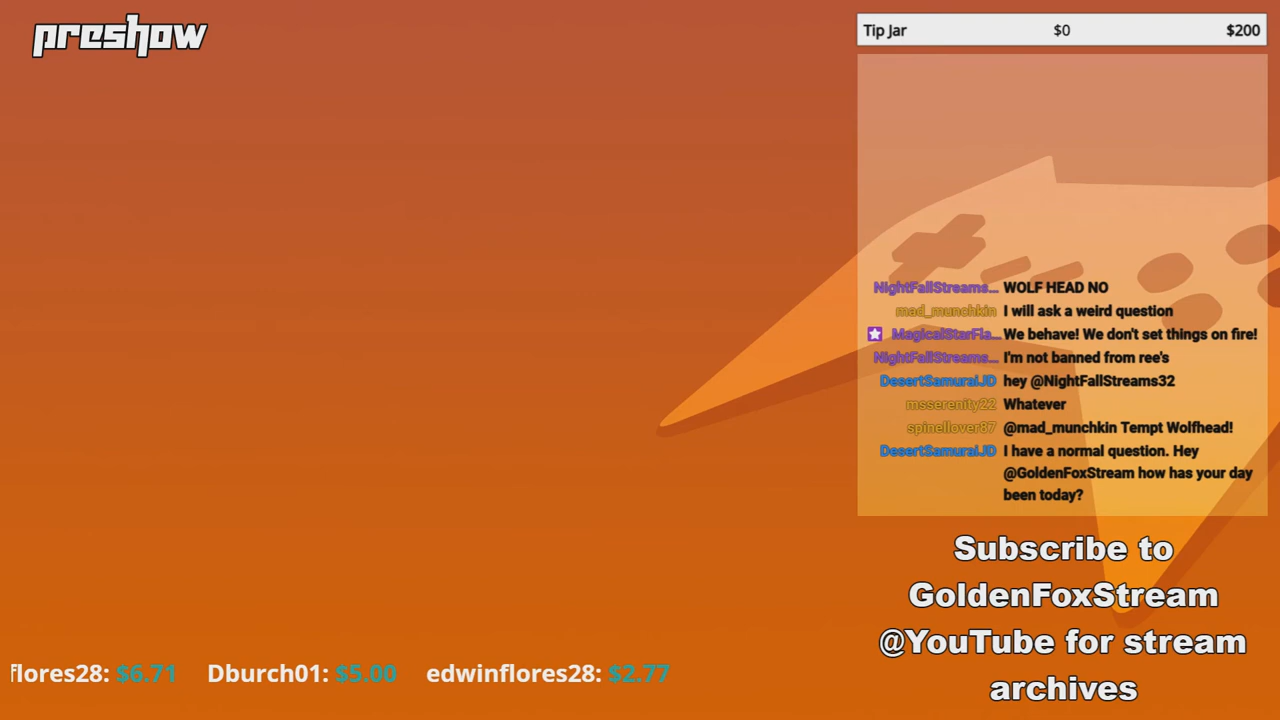 preshow
Tip Jar $0 $200
NightFallStreams... WOLF HEAD NO
mad_munchkin I will ask a weird question
MagicalStarFla... We behave! We don't set things on fire!
NightFallStreams... I'm not banned from ree's
DesertSamuraiJD hey @NightFallStreams32
msserenity22 Whatever
spinellover87 @mad_munchkin Tempt Wolfhead!
DesertSamuraiJD I have a normal question. Hey
@GoldenFoxStream how has your day
been today?
Subscribe to
GoldenFoxStream
@YouTube for stream
archives
flores28: $6.71 Dburch01: $5.00 edwinflores28: $2.77